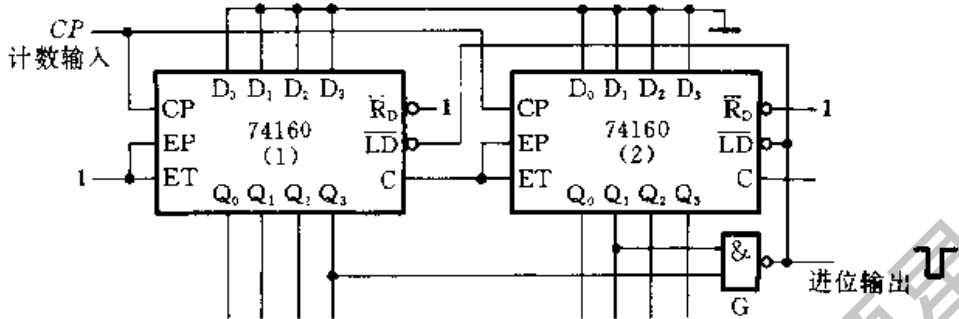 CP
计数输入
D₀ D₁ D₂ D₃
CP
EP
ET
74160
(1)
R̅_D
L̅D̅
C
Q₀ Q₁ Q₂ Q₃
1
1
D₀ D₁ D₂ D₃
CP
EP
ET
74160
(2)
R̅_D
L̅D̅
C
Q₀ Q₁ Q₂ Q₃
1
&
G
进位输出